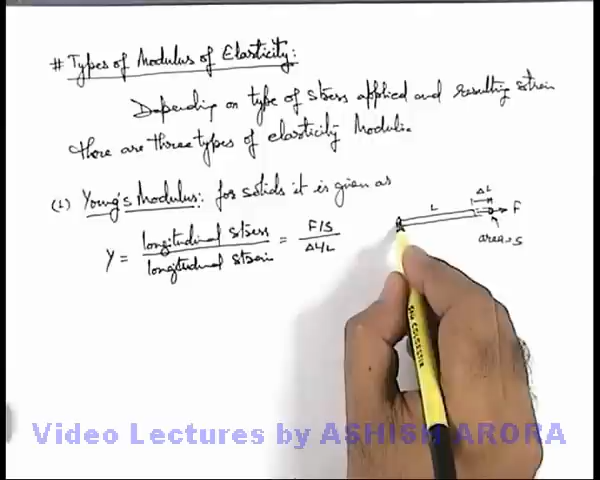 # Types of Modulus of Elasticity:
Depending on type of stress applied and resulting strain
there are three types of elasticity Moduli.
(1) Young's Modulus: for solids it is given as
Y = longitudinal stress / longitudinal strain = F/S / ΔL/L
ΔL
L
F
area = S
Video Lectures by ASHISH ARORA